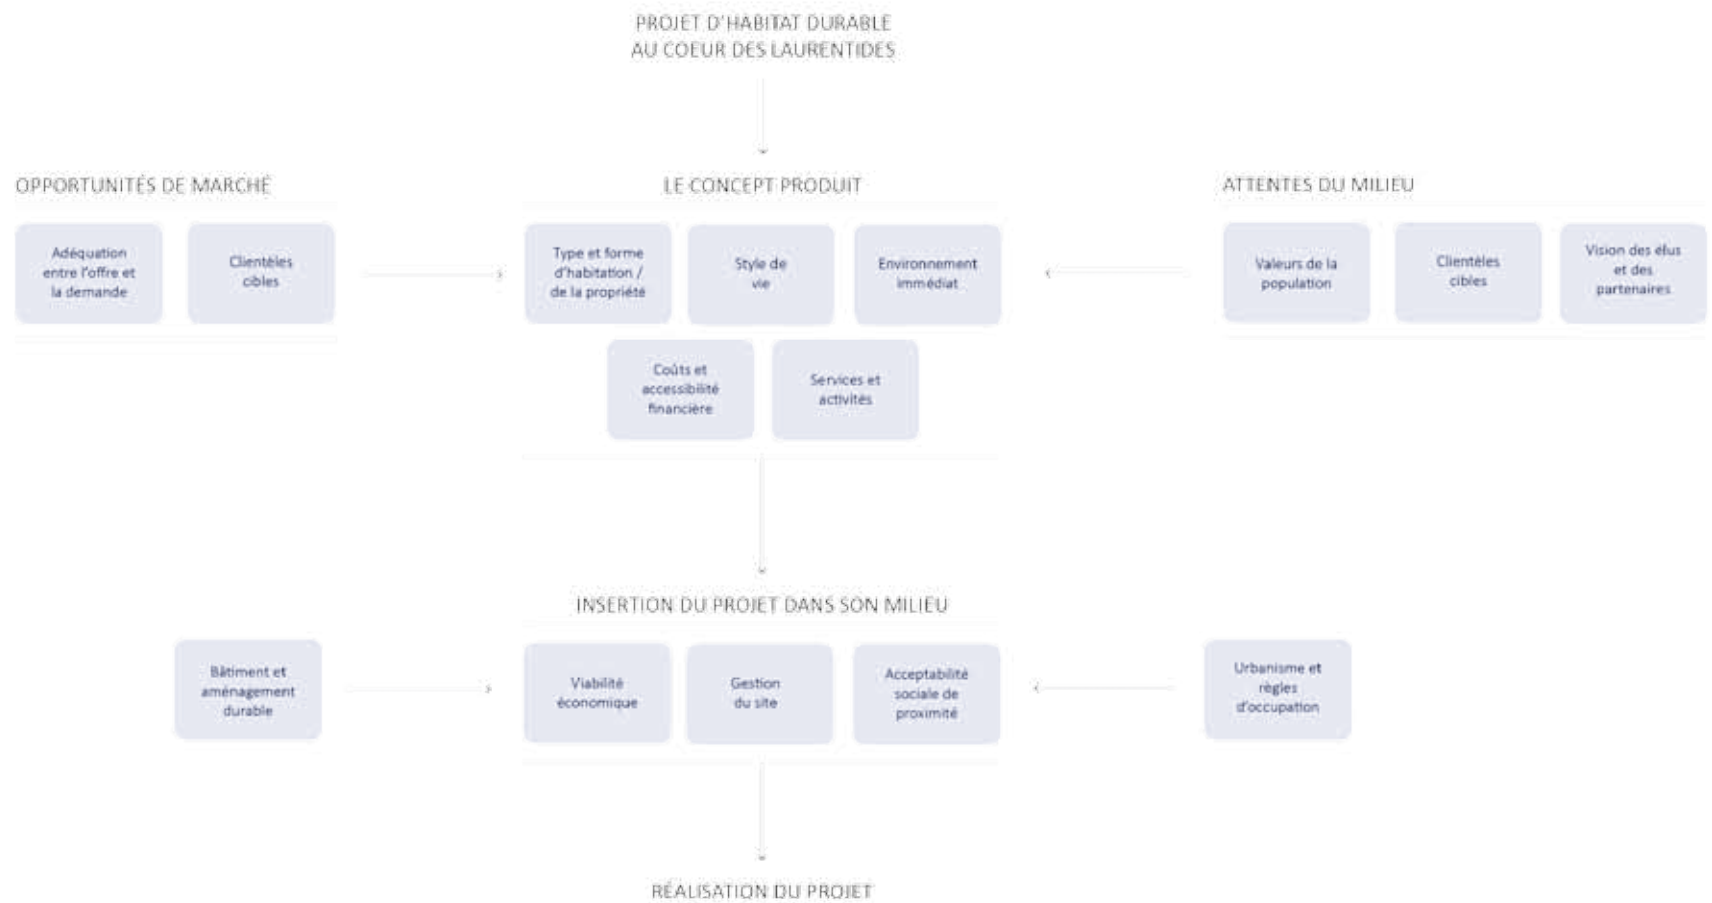 PROJET D'HABITAT DURABLE
AU COEUR DES LAURENTIDES
OPPORTUNITÉS DE MARCHÉ
Adéquation
entre l'offre et
la demande
Clientèles
cibles
LE CONCEPT PRODUIT
Type et forme
d'habitation /
de la propriété
Style de
vie
Environnement
immédiat
Coûts et
accessibilité
financière
Services et
activités
ATTENTES DU MILIEU
Valeurs de la
population
Clientèles
cibles
Vision des élus
et des
partenaires
INSERTION DU PROJET DANS SON MILIEU
Bâtiment et
aménagement
durable
Viabilité
économique
Gestion
du site
Acceptabilité
sociale de
proximité
Urbanisme et
règles
d'occupation
RÉALISATION DU PROJET